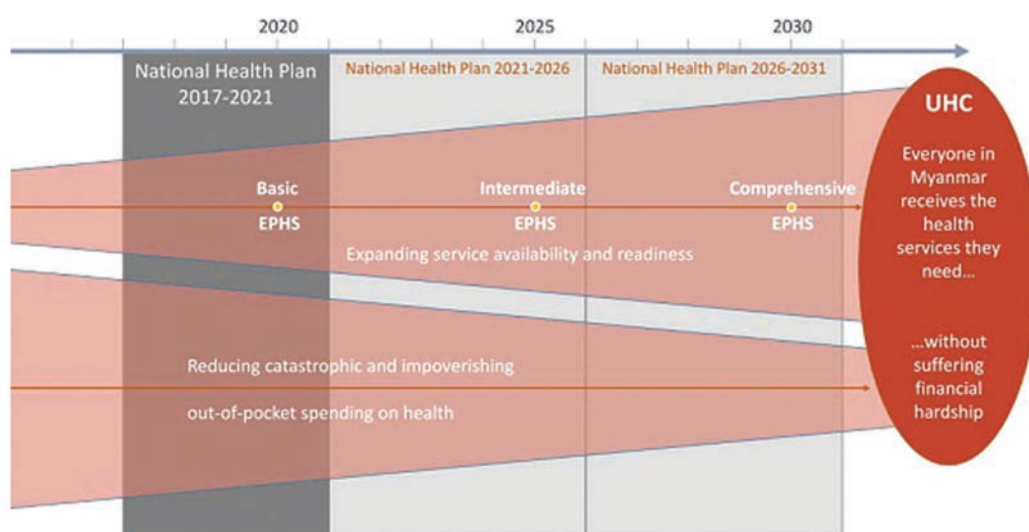 2020
2025
2030
National Health Plan
2017-2021
National Health Plan 2021-2026
National Health Plan 2026-2031
UHC
Everyone in
Myanmar
receives the
health
services they
need...
...without
suffering
financial
hardship
Basic
EPHS
Intermediate
EPHS
Comprehensive
EPHS
Expanding service availability and readiness
Reducing catastrophic and impoverishing
out-of-pocket spending on health